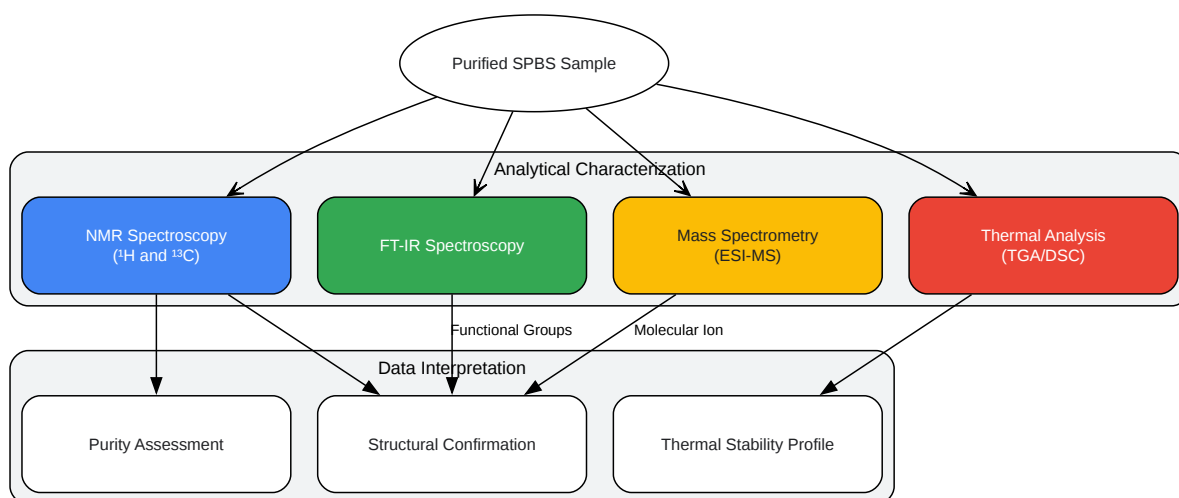 Purified SPBS Sample
Analytical Characterization
NMR Spectroscopy
(¹H and ¹³C)
FT-IR Spectroscopy
Mass Spectrometry
(ESI-MS)
Thermal Analysis
(TGA/DSC)
Functional Groups
Molecular Ion
Data Interpretation
Purity Assessment
Structural Confirmation
Thermal Stability Profile